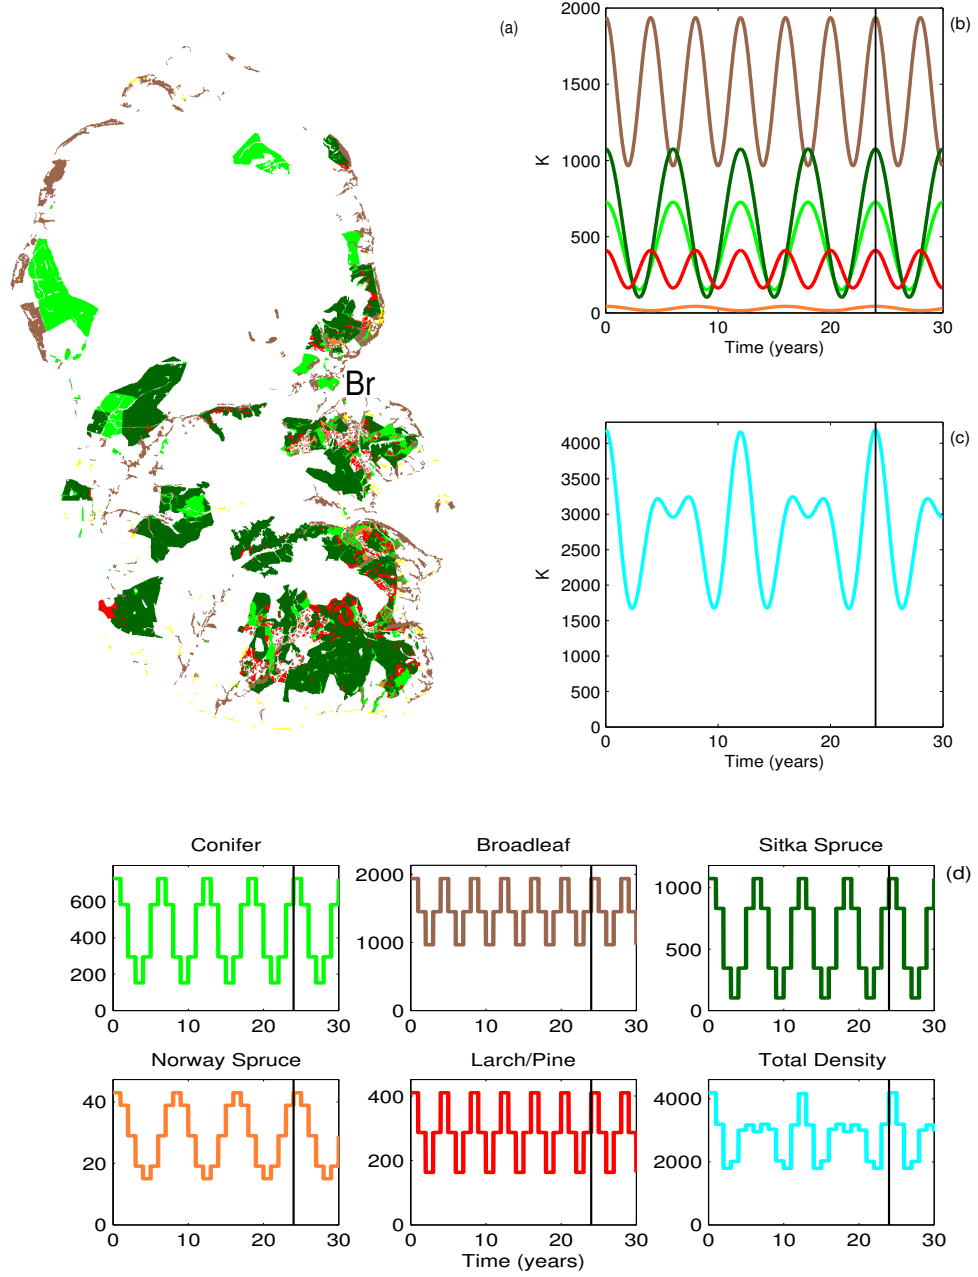 (a)
Br
(b)
2000
1500
1000
500
0
K
0 10 20 30
Time (years)
(c)
4000
3500
3000
2500
2000
1500
1000
500
0
K
0 10 20 30
Time (years)
(d)
Conifer
600
400
200
0
0 10 20 30
Broadleaf
2000
1000
0
0 10 20 30
Sitka Spruce
1000
500
0
0 10 20 30
Norway Spruce
40
20
0
0 10 20 30
Larch/Pine
400
200
0
0 10 20 30
Total Density
4000
2000
0
0 10 20 30
Time (years)